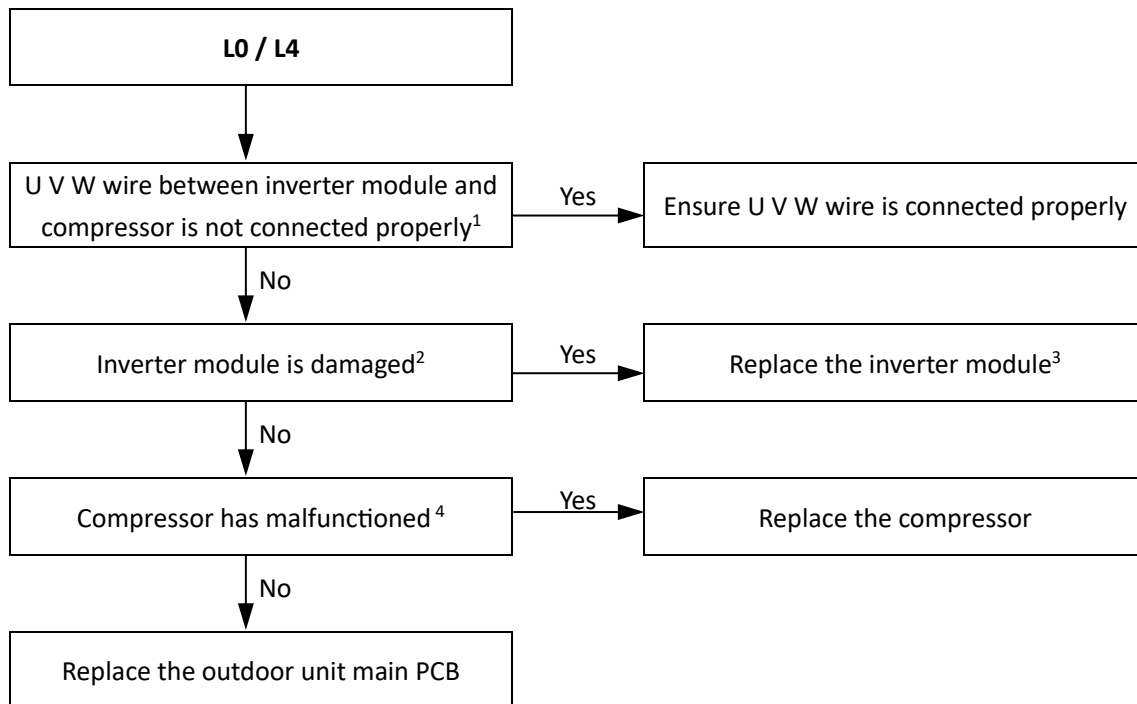 L0 / L4
U V W wire between inverter module and
compressor is not connected properly¹
Yes
Ensure U V W wire is connected properly
No
Inverter module is damaged²
Yes
Replace the inverter module³
No
Compressor has malfunctioned ⁴
Yes
Replace the compressor
No
Replace the outdoor unit main PCB